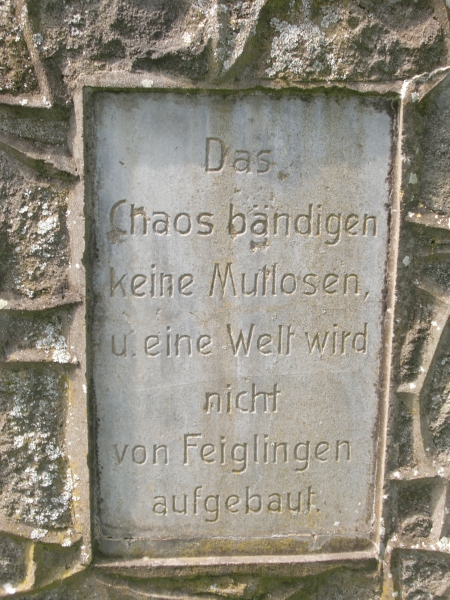 Das
Chaos bändigen
keine Mutlosen,
u. eine Welt wird
nicht
von Feiglingen
aufgebaut.